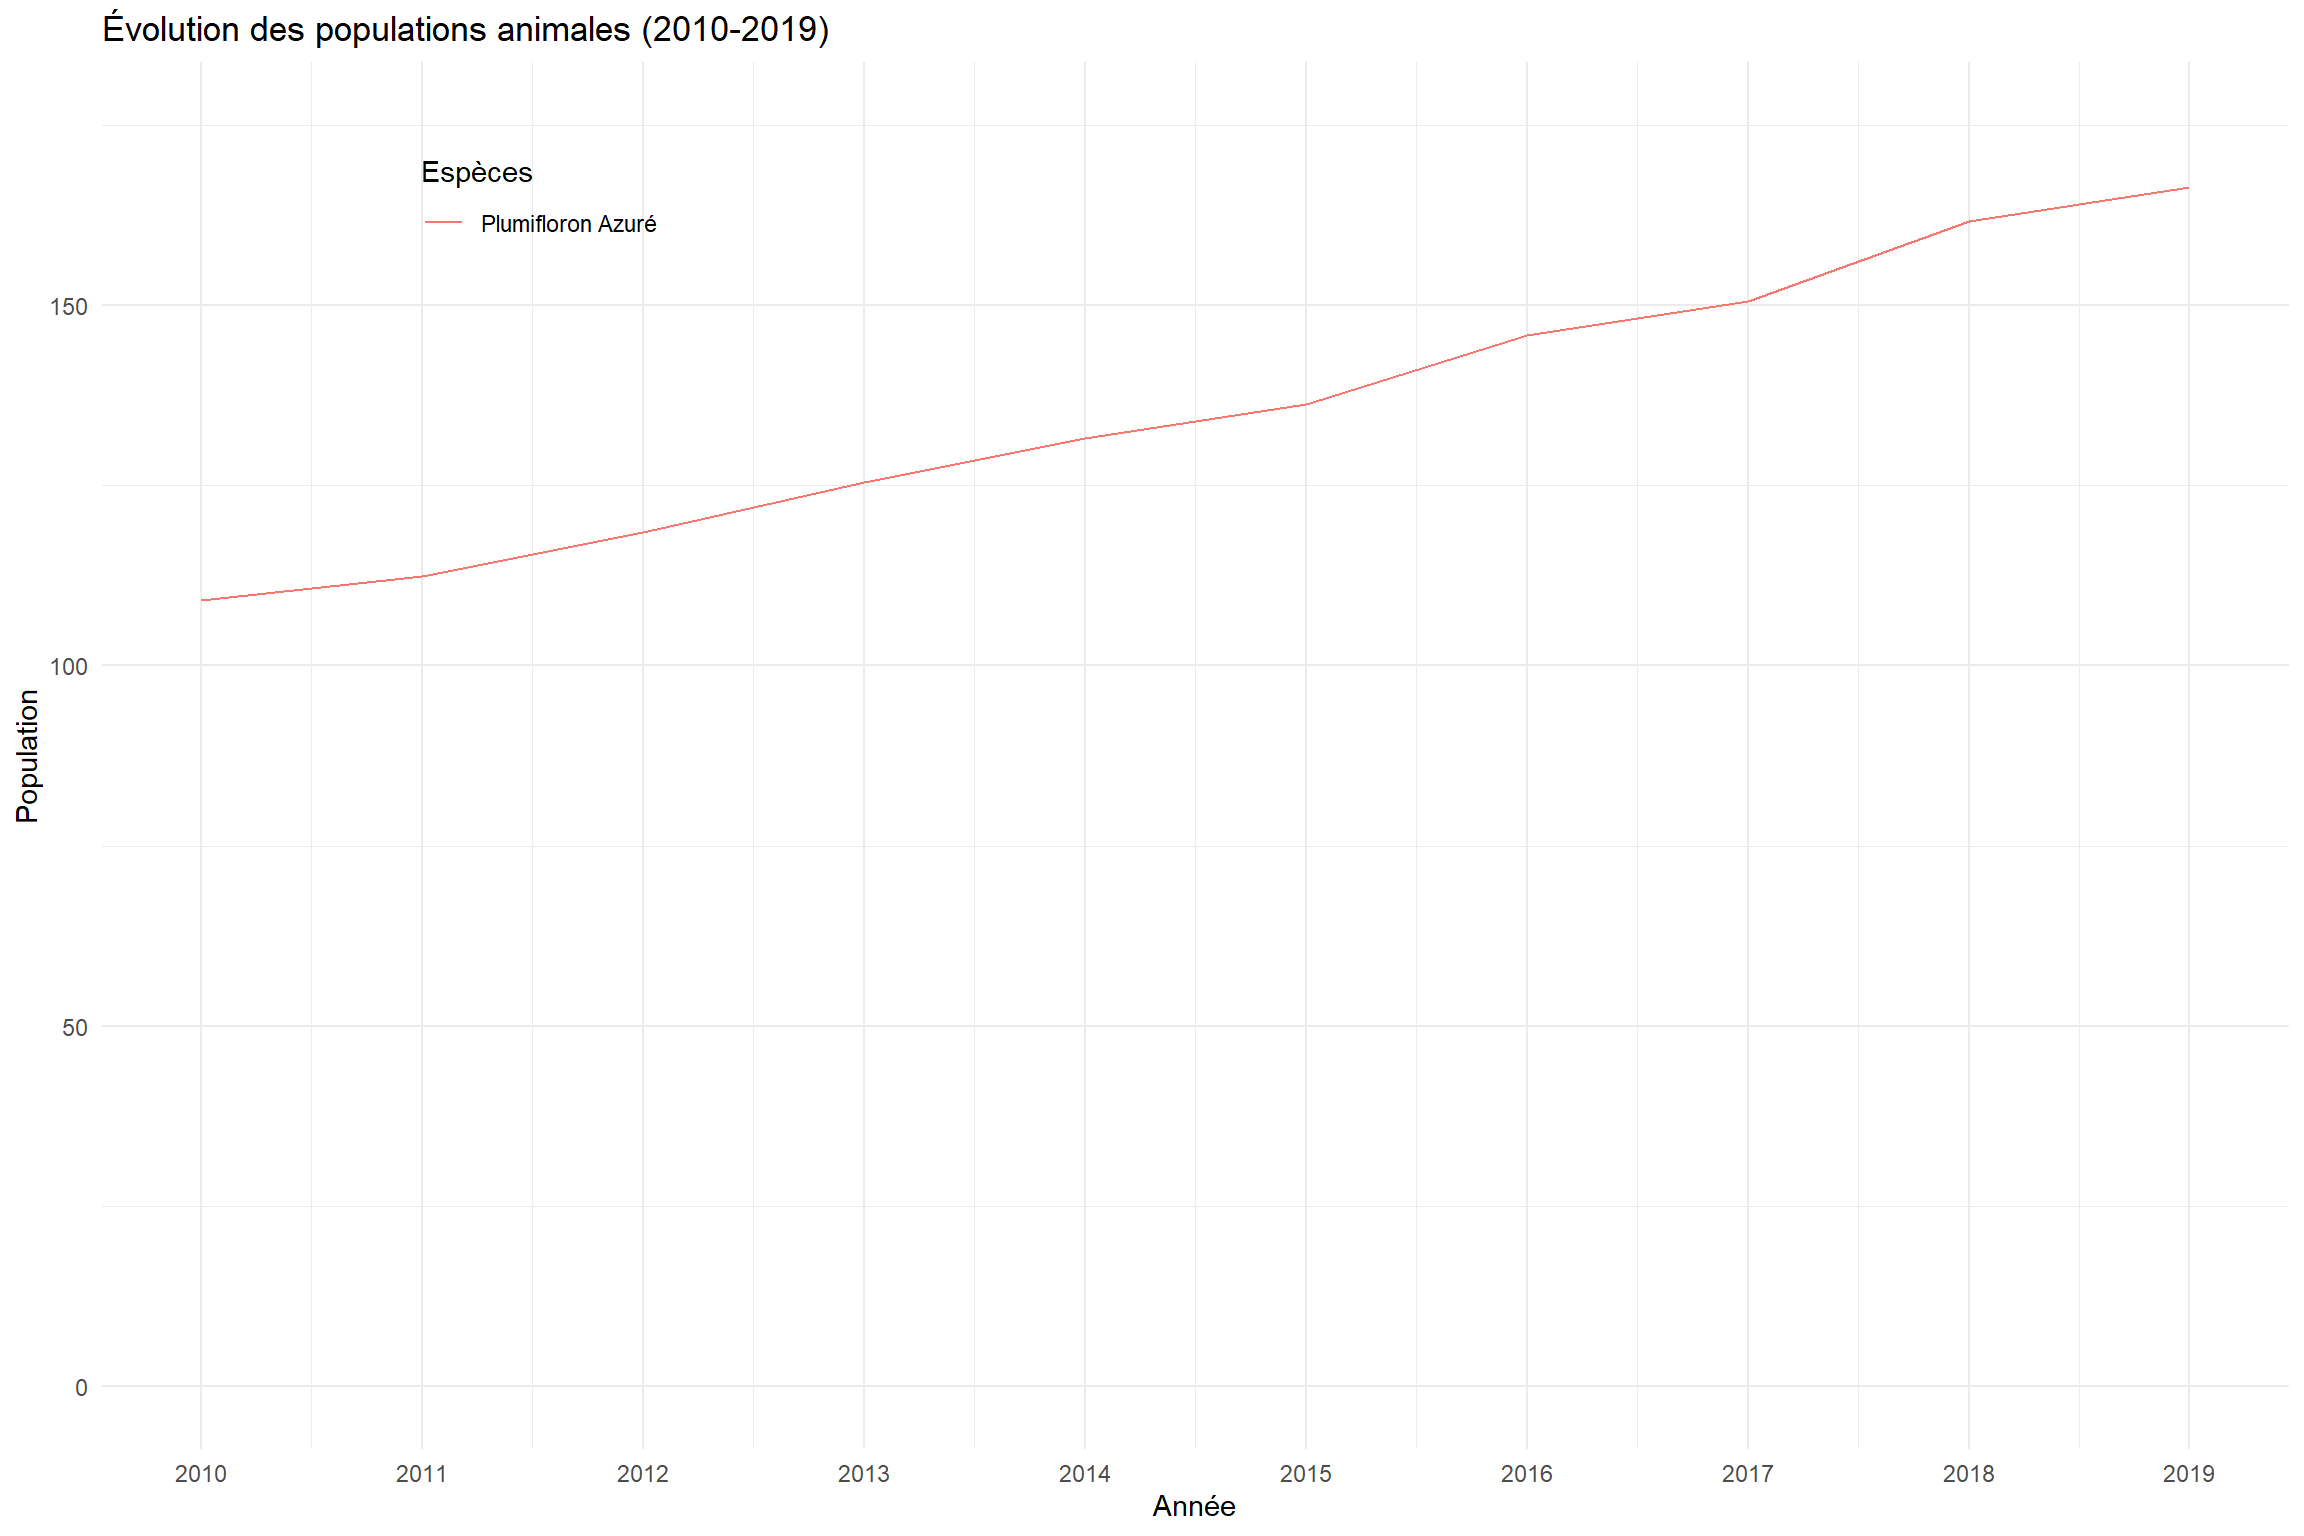 Évolution des populations animales (2010-2019)
Espèces
Plumifloron Azuré
150
100
50
0
Population
2010 2011 2012 2013 2014 2015 2016 2017 2018 2019
Année